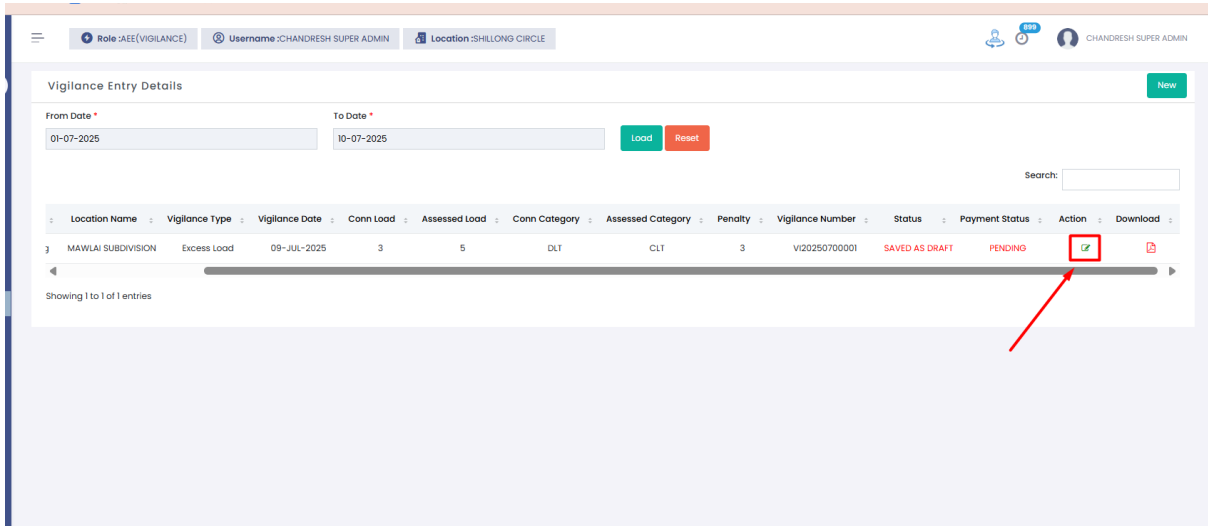 Role :AEE(VIGILANCE) Username :CHANDRESH SUPER ADMIN Location :SHILLONG CIRCLE 899 CHANDRESH SUPER ADMIN
Vigilance Entry Details New
From Date * To Date *
01-07-2025 10-07-2025 Load Reset
Search:
Location Name Vigilance Type Vigilance Date Conn Load Assessed Load Conn Category Assessed Category Penalty Vigilance Number Status Payment Status Action Download
g MAWLAI SUBDIVISION Excess Load 09-JUL-2025 3 5 DLT CLT 3 VI20250700001 SAVED AS DRAFT PENDING
Showing 1 to 1 of 1 entries